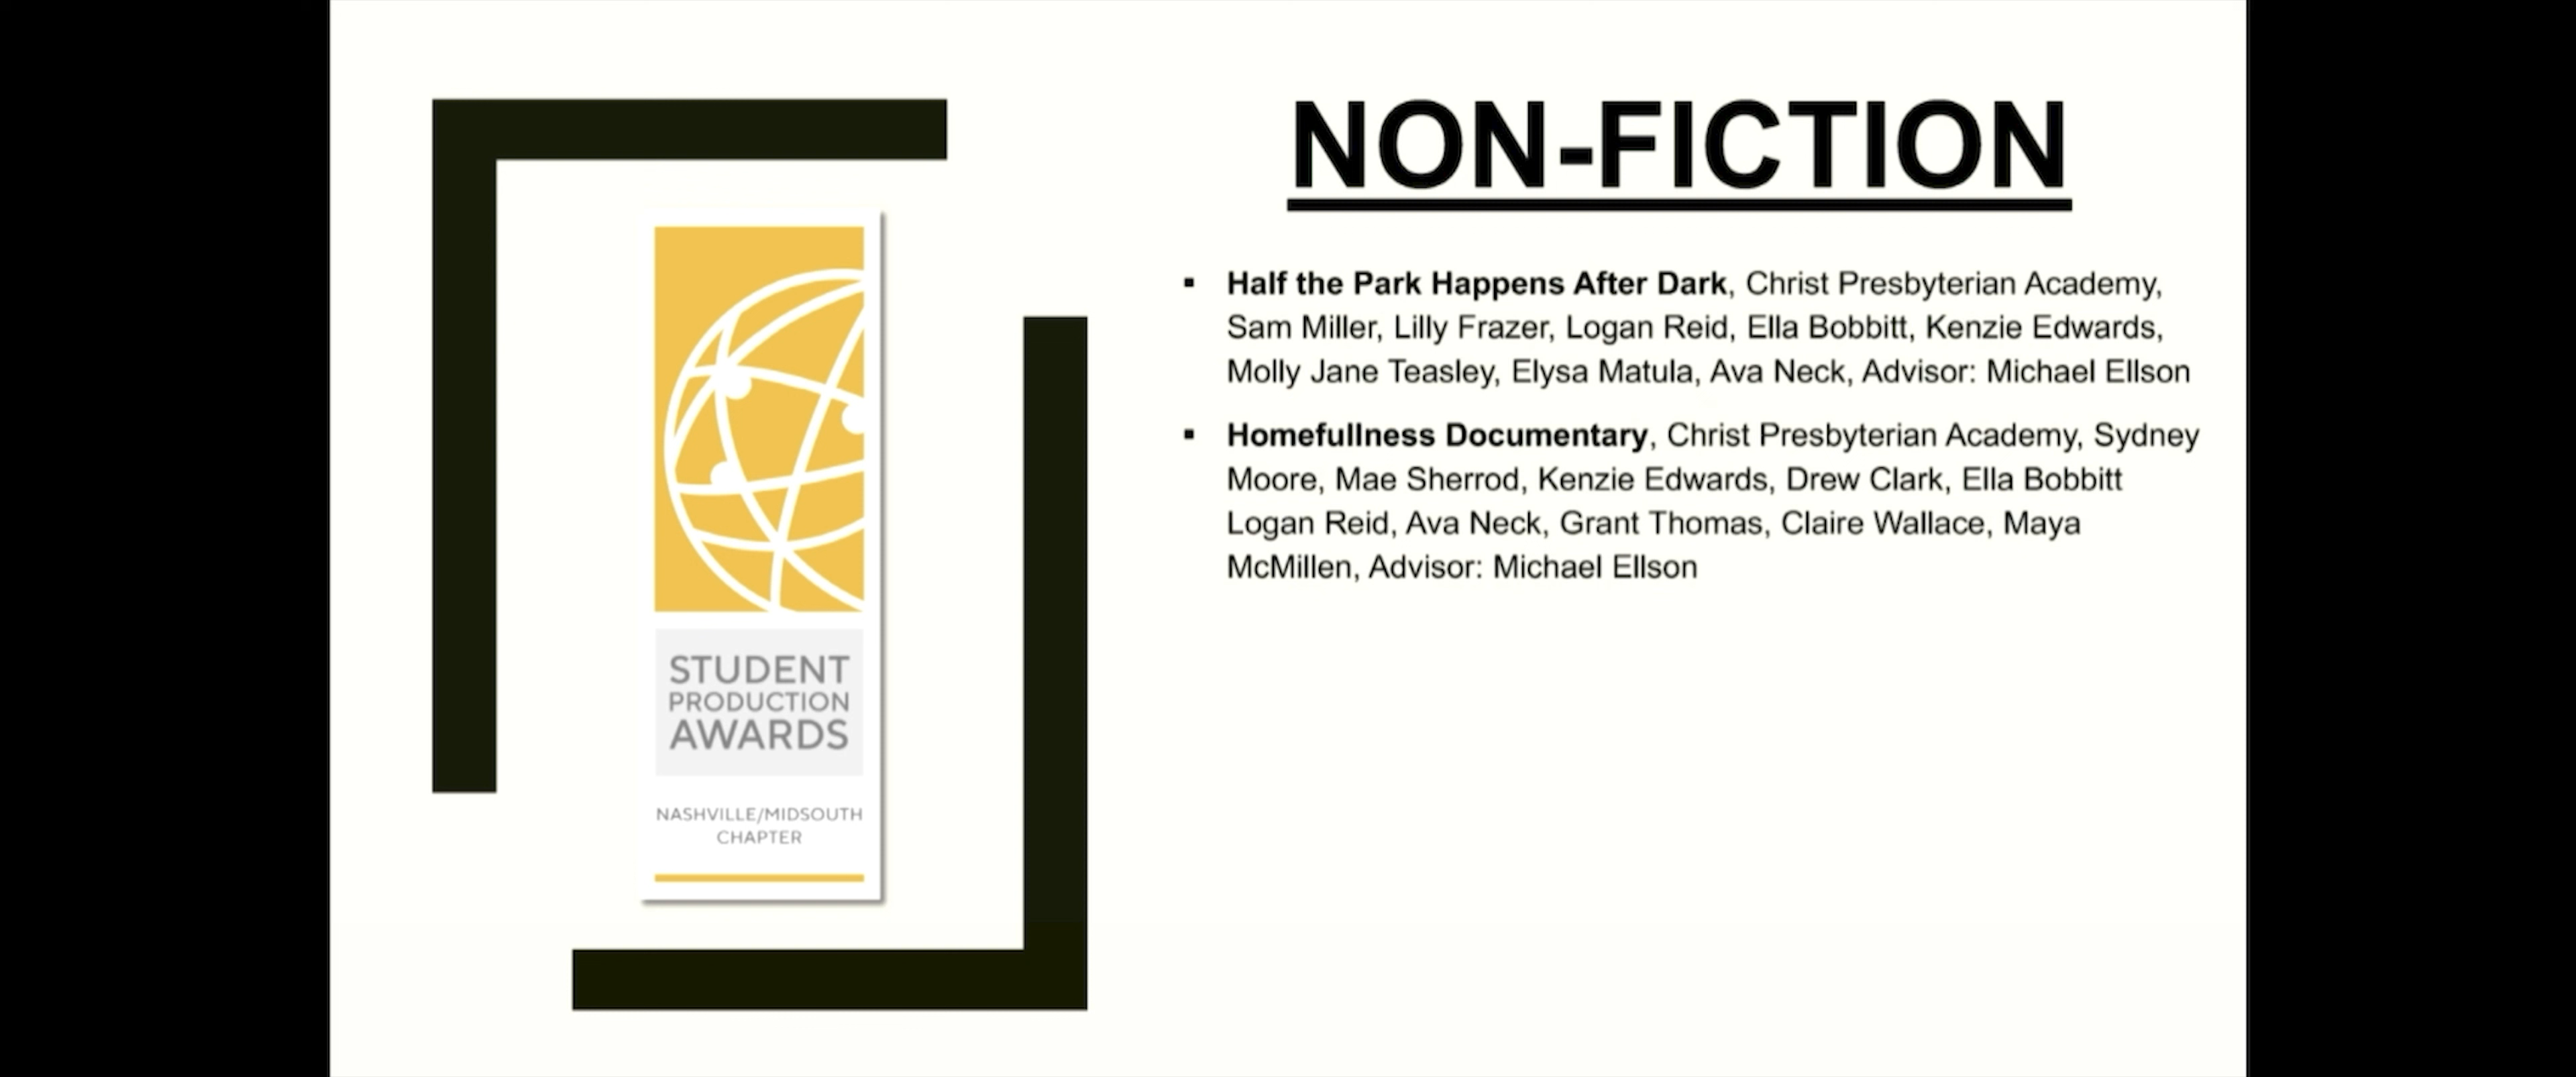 NON-FICTION
Half the Park Happens After Dark, Christ Presbyterian Academy,
Sam Miller, Lilly Frazer, Logan Reid, Ella Bobbitt, Kenzie Edwards,
Molly Jane Teasley, Elysa Matula, Ava Neck, Advisor: Michael Ellson
Homefullness Documentary, Christ Presbyterian Academy, Sydney
Moore, Mae Sherrod, Kenzie Edwards, Drew Clark, Ella Bobbitt
Logan Reid, Ava Neck, Grant Thomas, Claire Wallace, Maya
McMillen, Advisor: Michael Ellson
STUDENT
PRODUCTION
AWARDS
NASHVILLE/MIDSOUTH
CHAPTER